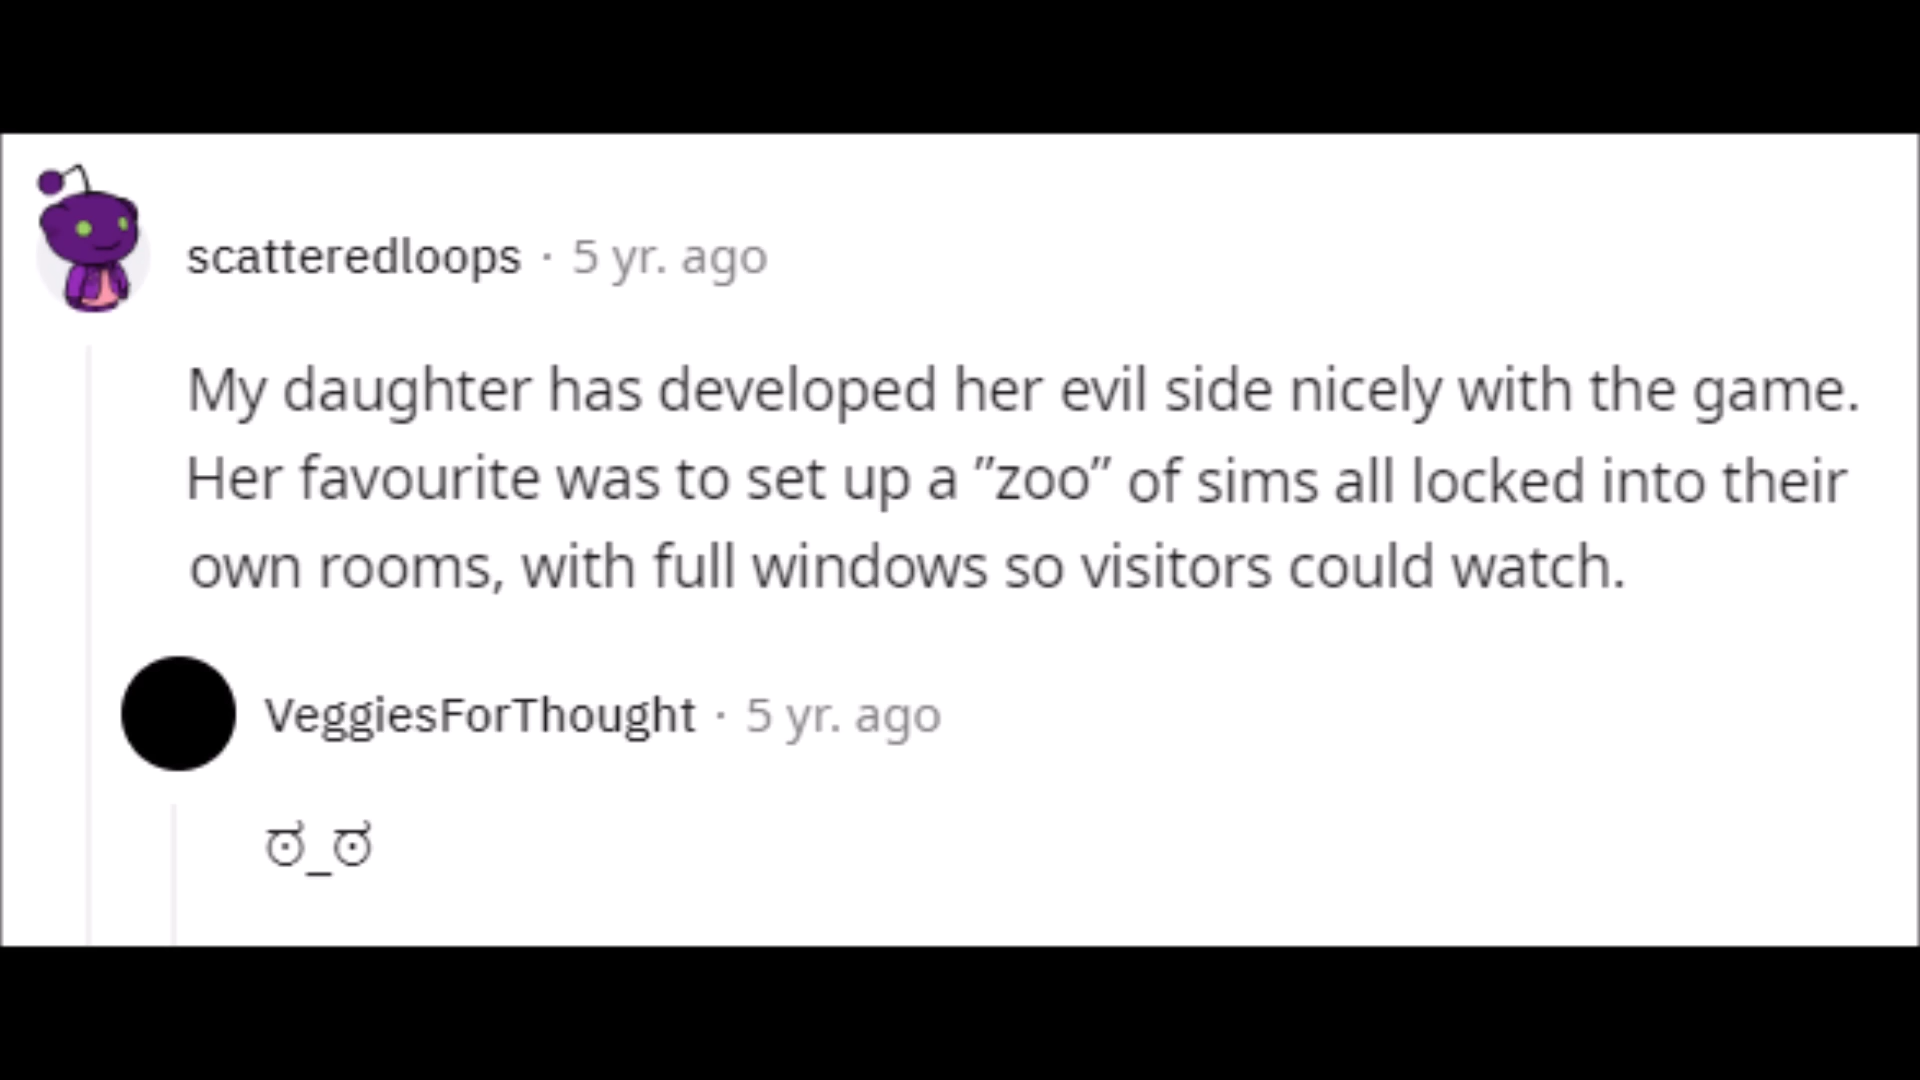 scatteredloops · 5 yr. ago
My daughter has developed her evil side nicely with the game.
Her favourite was to set up a ”zoo” of sims all locked into their
own rooms, with full windows so visitors could watch.
VeggiesForThought · 5 yr. ago
ಠ_ಠ